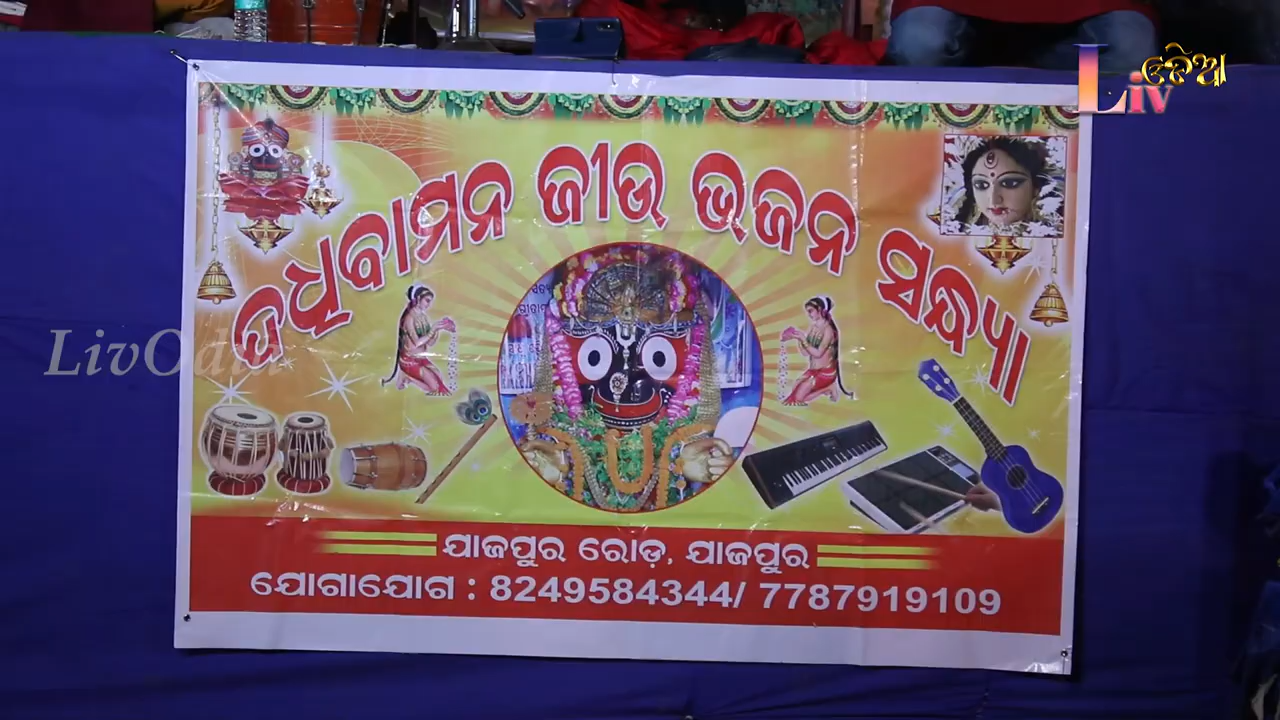 Liv ଓଡିଆ
ଦଧିବାମନ ଜୀଉ ଭଜନ ସନ୍ଧ୍ୟା
LivOdia
ଯାଜପୁର ରୋଡ଼, ଯାଜପୁର
ଯୋଗାଯୋଗ : 8249584344/ 7787919109